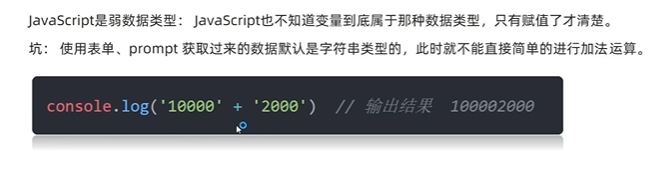 JavaScript是弱数据类型： JavaScript也不知道变量到底属于那种数据类型，只有赋值了才清楚。
坑： 使用表单、prompt 获取过来的数据默认是字符串类型的，此时就不能直接简单的进行加法运算。
console.log('10000' + '2000')  // 输出结果  100002000